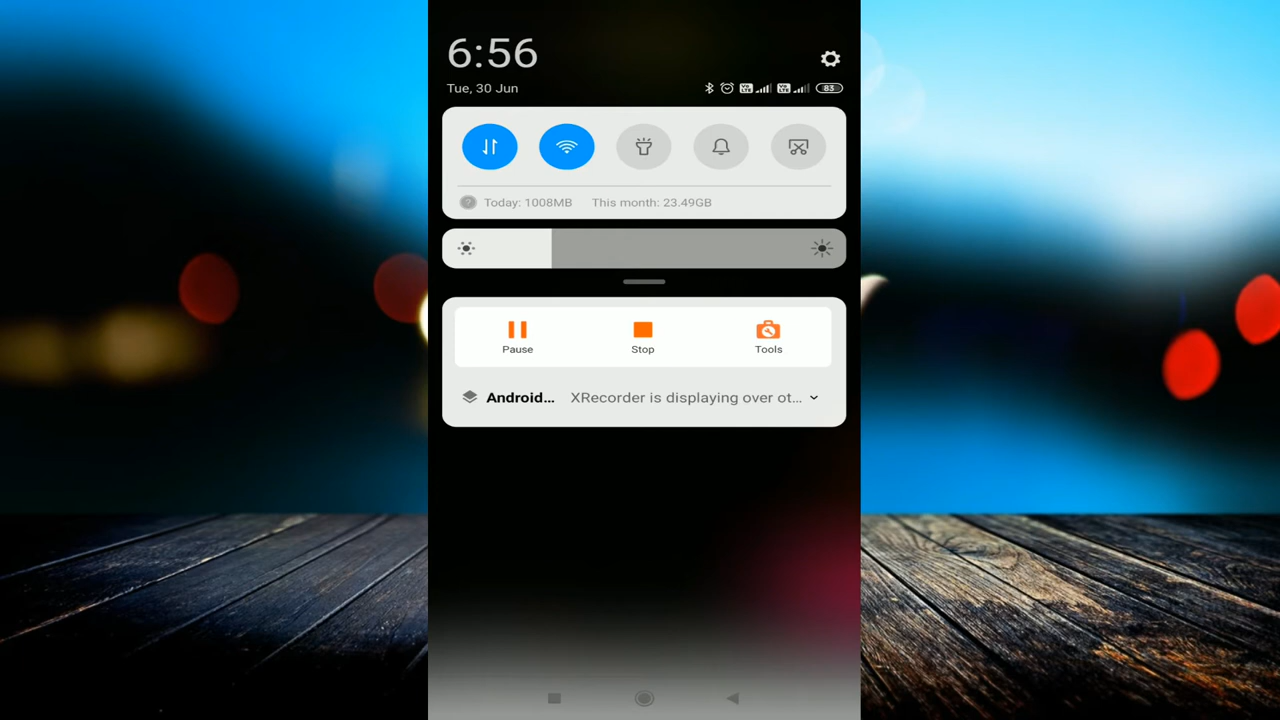 6:56
Tue, 30 Jun
83
Today: 1008MB This month: 23.49GB
Pause Stop Tools
Android... XRecorder is displaying over ot...